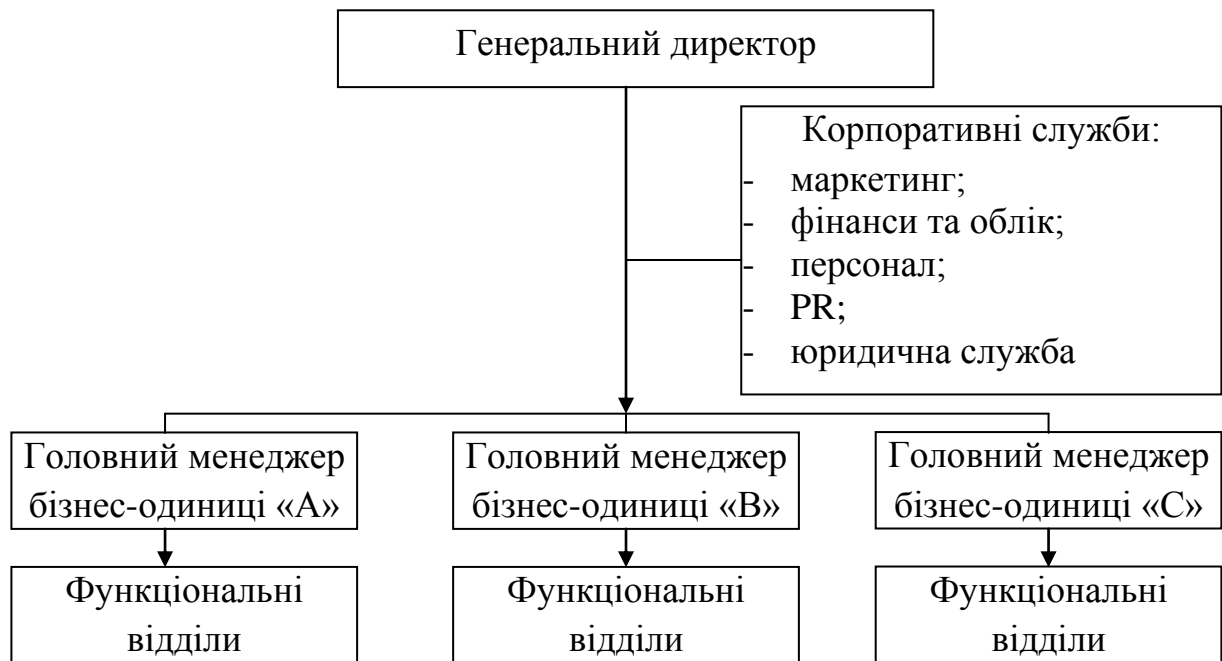 Генеральний директор
Корпоративні служби:
- маркетинг;
- фінанси та облік;
- персонал;
- PR;
- юридична служба
Головний менеджер
бізнес-одиниці «А»
Головний менеджер
бізнес-одиниці «В»
Головний менеджер
бізнес-одиниці «С»
Функціональні
відділи
Функціональні
відділи
Функціональні
відділи